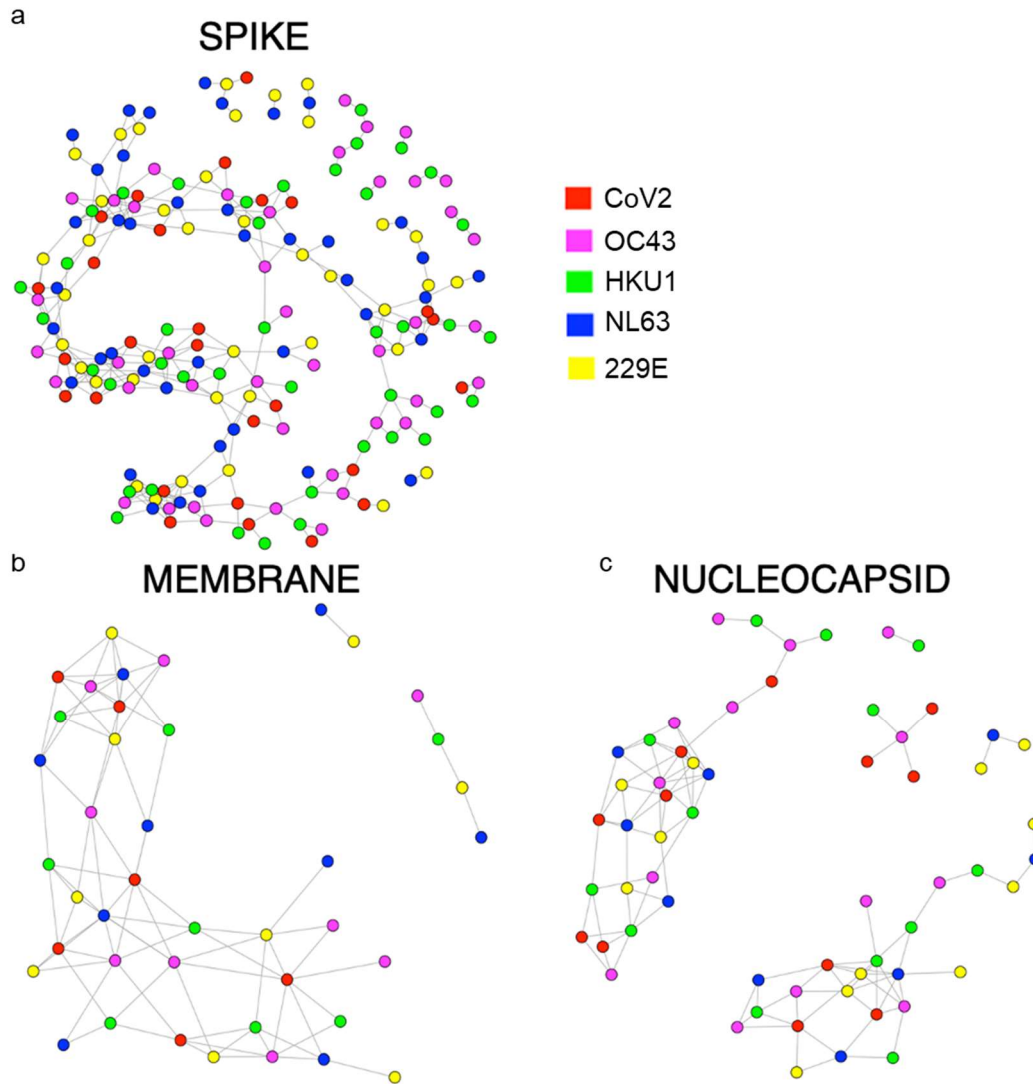 a
SPIKE
CoV2
OC43
HKU1
NL63
229E
b
MEMBRANE
c
NUCLEOCAPSID